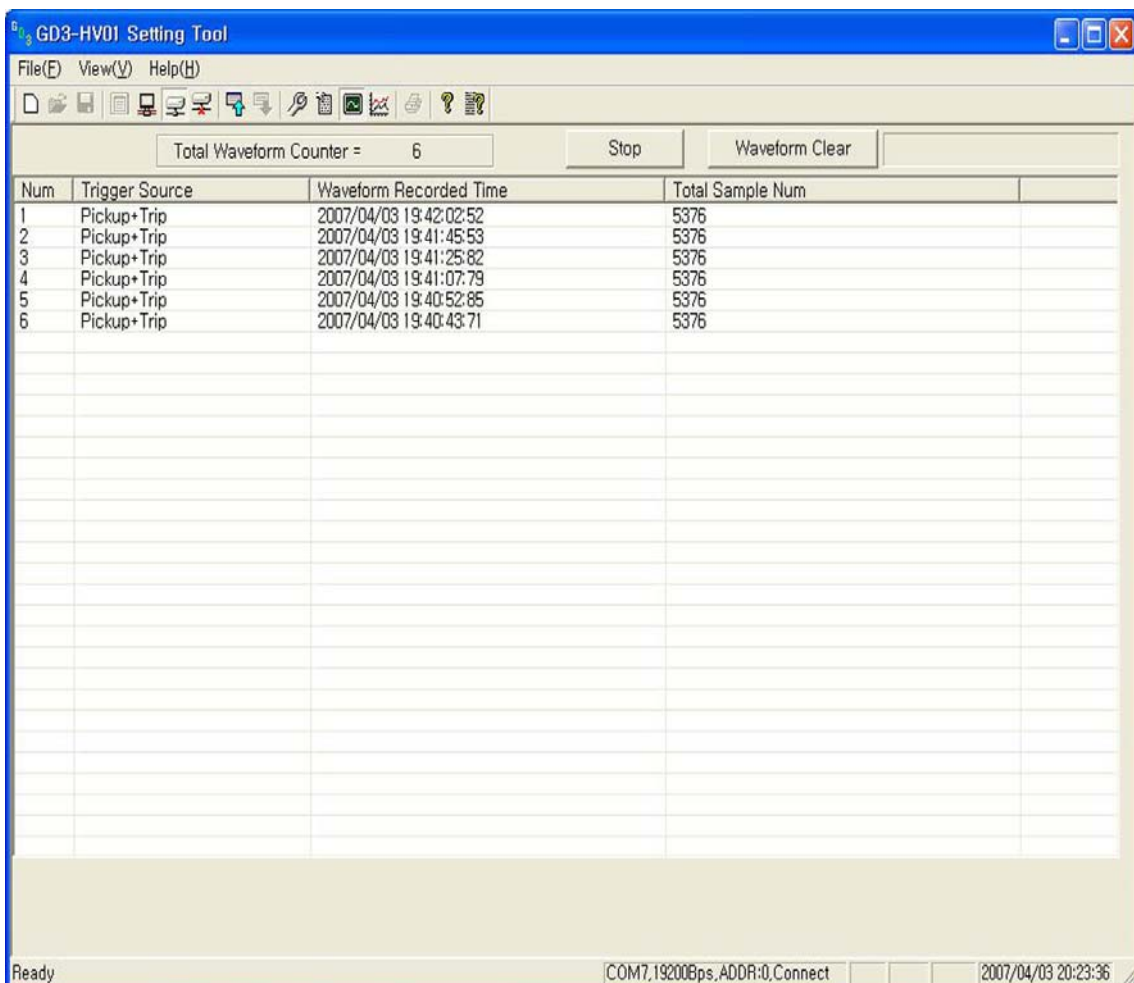 GD3-HV01 Setting Tool
File(F) View(V) Help(H)
Total Waveform Counter = 6 Stop Waveform Clear
Num Trigger Source Waveform Recorded Time Total Sample Num
1 Pickup+Trip 2007/04/03 19:42:02:52 5376
2 Pickup+Trip 2007/04/03 19:41:45:53 5376
3 Pickup+Trip 2007/04/03 19:41:25:82 5376
4 Pickup+Trip 2007/04/03 19:41:07:79 5376
5 Pickup+Trip 2007/04/03 19:40:52:85 5376
6 Pickup+Trip 2007/04/03 19:40:43:71 5376
Ready COM7,19200Bps,ADDR:0,Connect 2007/04/03 20:23:36